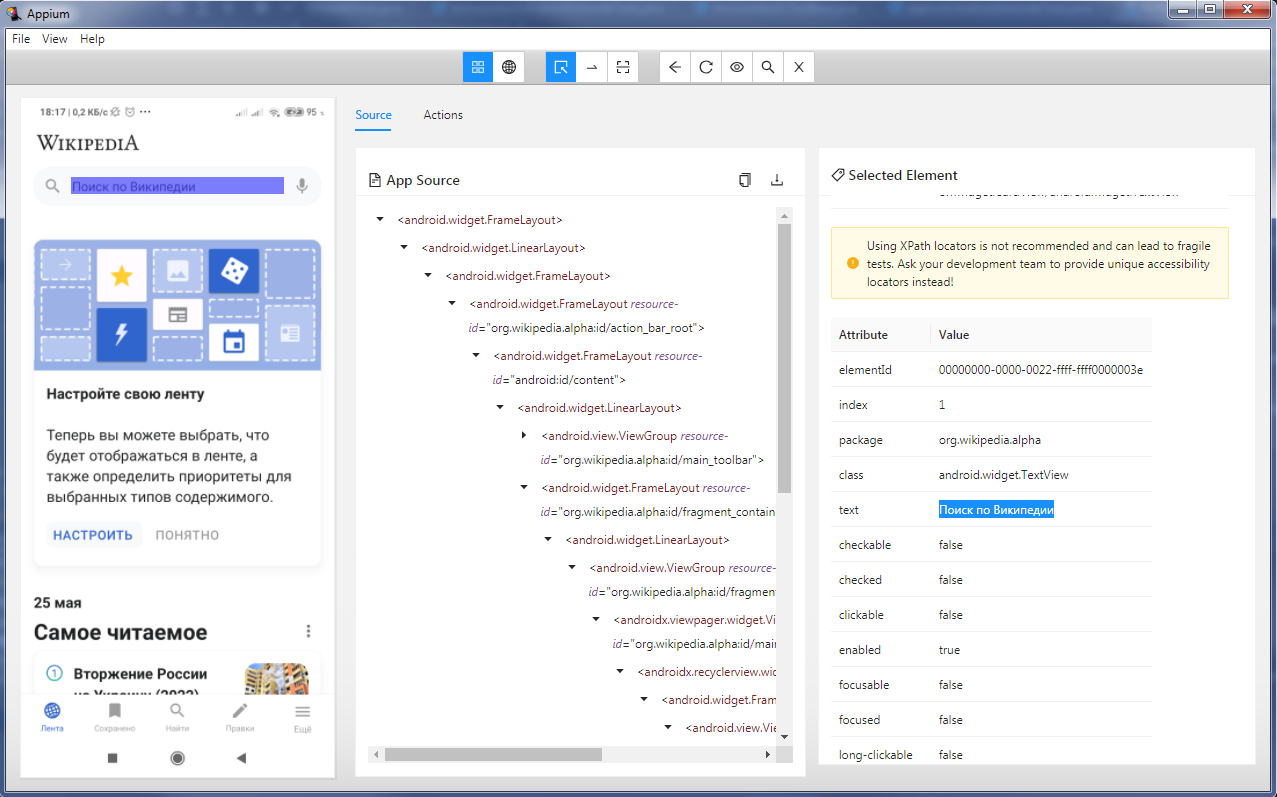 Appium
File View Help
18:17 | 0,2 КБ/с
95
WIKIPEDIA
Поиск по Википедии
Настройте свою ленту
Теперь вы можете выбрать, что
будет отображаться в ленте, а
также определить приоритеты для
выбранных типов содержимого.
НАСТРОИТЬ ПОНЯТНО
25 мая
Самое читаемое
1 Вторжение России
на Украину (2022)
Лента Сохранено Найти Правки Ещё
Source Actions
App Source
<android.widget.FrameLayout>
<android.widget.LinearLayout>
<android.widget.FrameLayout>
<android.widget.FrameLayout resource-
id="org.wikipedia.alpha:id/action_bar_root">
<android.widget.FrameLayout resource-
id="android:id/content">
<android.widget.LinearLayout>
<android.view.ViewGroup resource-
id="org.wikipedia.alpha:id/main_toolbar">
<android.widget.FrameLayout resource-
id="org.wikipedia.alpha:id/fragment_contain
<android.widget.LinearLayout>
<android.view.ViewGroup resource-
id="org.wikipedia.alpha:id/fragment
<androidx.viewpager.widget.Vi
id="org.wikipedia.alpha:id/mai
<androidx.recyclerview.wid
<android.widget.Fram
<android.view.Vie
Selected Element
Using XPath locators is not recommended and can lead to fragile
tests. Ask your development team to provide unique accessibility
locators instead!
Attribute Value
elementId 00000000-0000-0022-ffff-ffff0000003e
index 1
package org.wikipedia.alpha
class android.widget.TextView
text Поиск по Википедии
checkable false
checked false
clickable false
enabled true
focusable false
focused false
long-clickable false